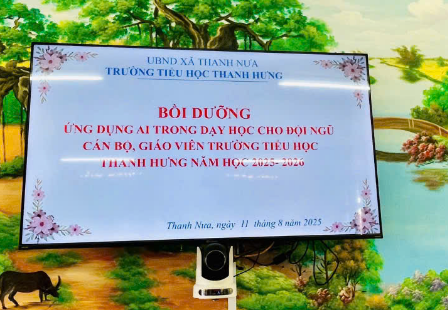 UBND XÃ THANH NƯA
TRƯỜNG TIỂU HỌC THANH HƯNG
BỒI DƯỠNG
ỨNG DỤNG AI TRONG DẠY HỌC CHO ĐỘI NGŨ
CÁN BỘ, GIÁO VIÊN TRƯỜNG TIỂU HỌC
THANH HƯNG NĂM HỌC 2025- 2026
Thanh Nưa, ngày 11 tháng 8 năm 2025